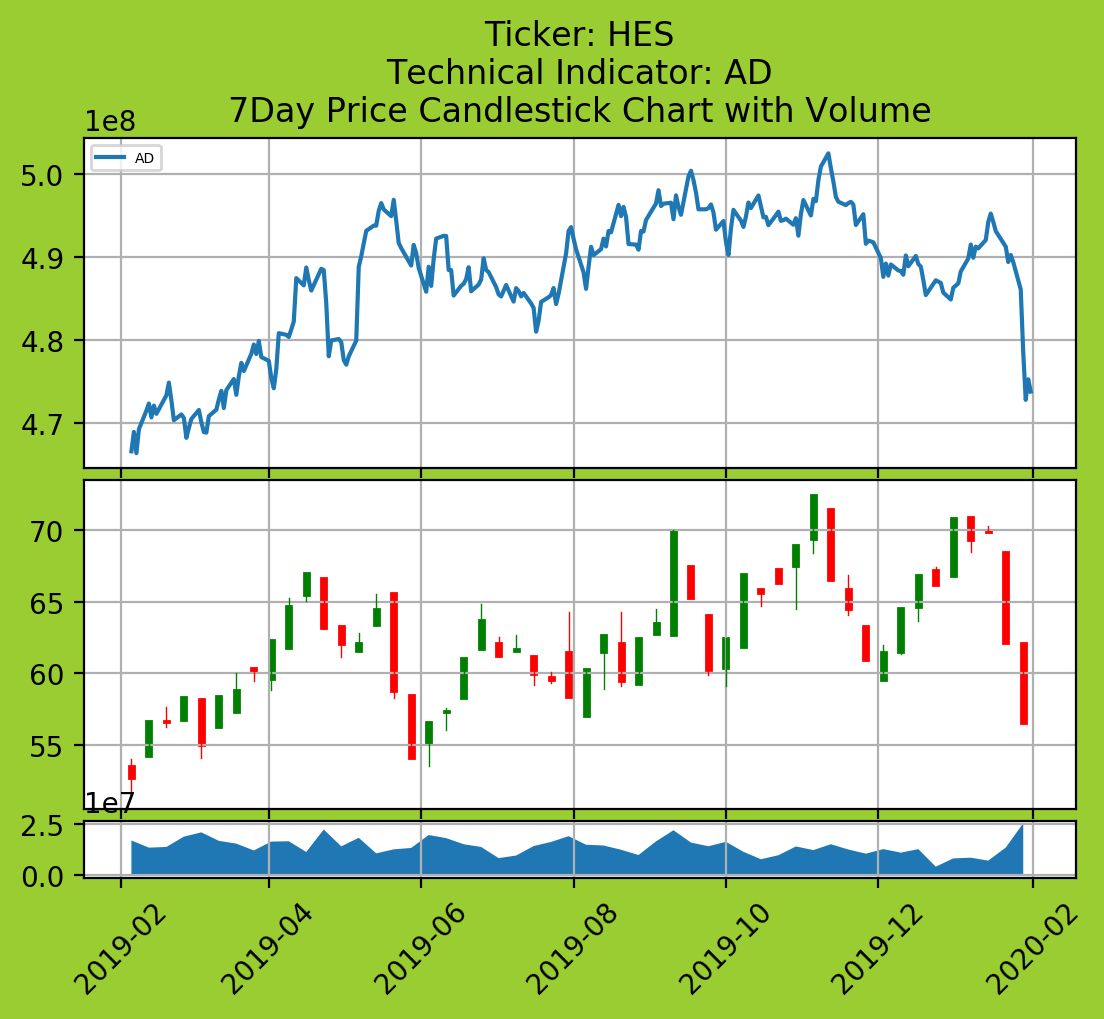 Ticker: HES
Technical Indicator: AD
7Day Price Candlestick Chart with Volume
1e8
AD
5.0
4.9
4.8
4.7
70
65
60
55
1e7
2.5
0.0
2019-02
2019-04
2019-06
2019-08
2019-10
2019-12
2020-02